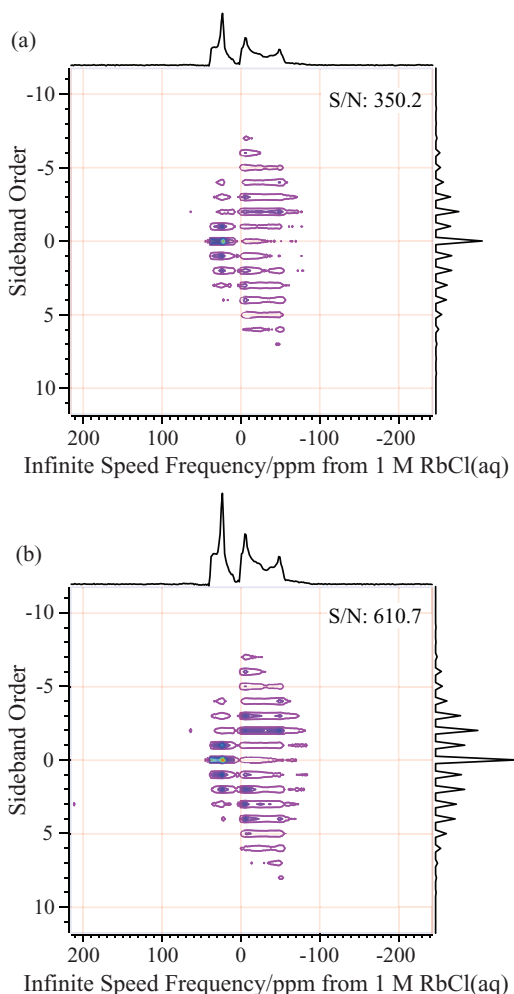 (a)
S/N: 350.2
Sideband Order
-10
-5
0
5
10
200 100 0 -100 -200
Infinite Speed Frequency/ppm from 1 M RbCl(aq)
(b)
S/N: 610.7
Sideband Order
-10
-5
0
5
10
200 100 0 -100 -200
Infinite Speed Frequency/ppm from 1 M RbCl(aq)